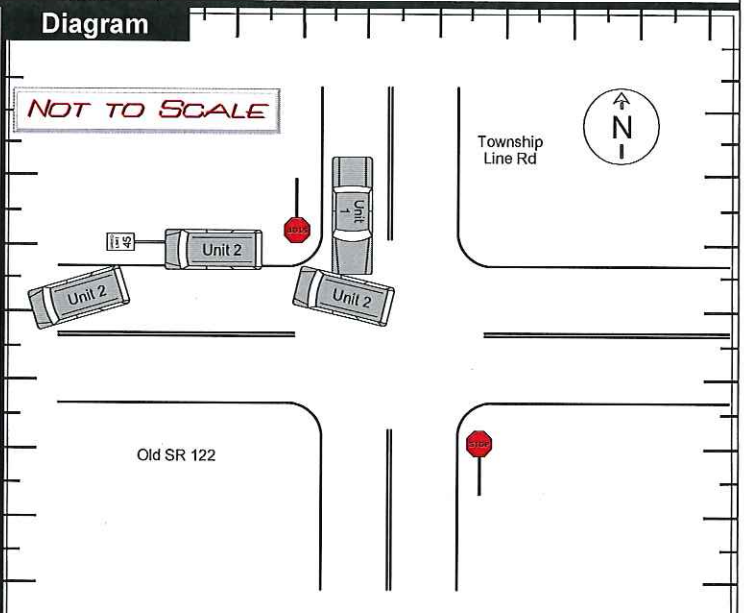 Diagram
NOT TO SCALE
N
Township
Line Rd
Unit
1
STOP
Unit 2
45
Unit 2
Unit 2
STOP
Old SR 122